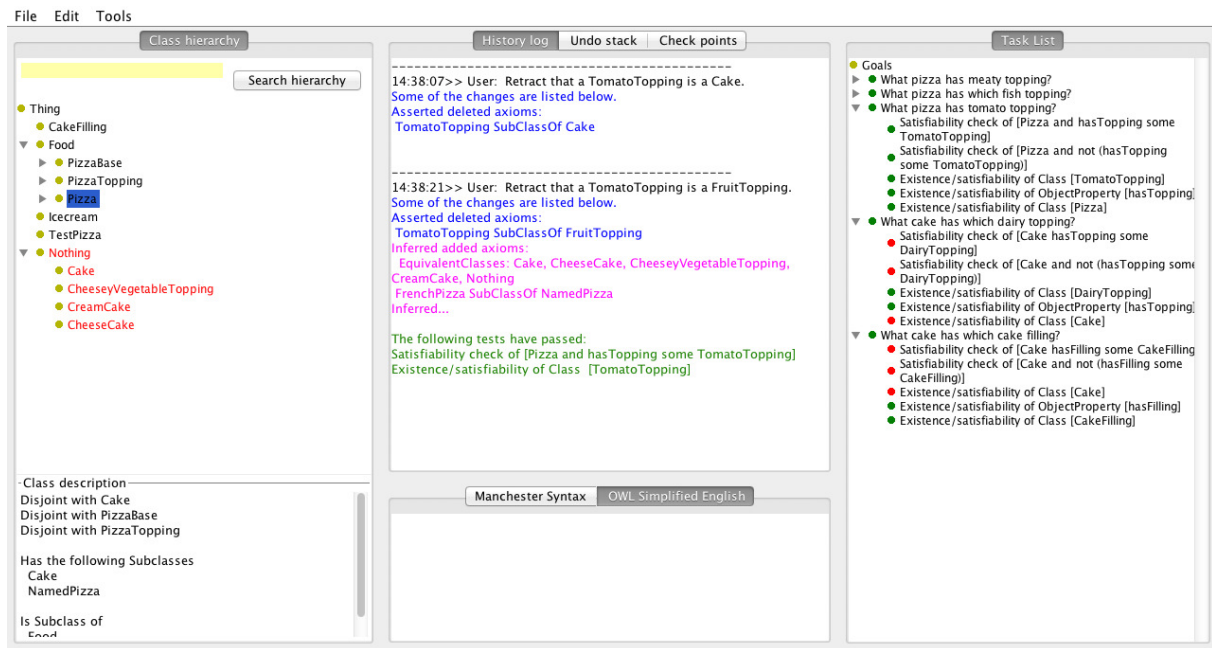 File Edit Tools
Class hierarchy
Search hierarchy
Thing
CakeFilling
Food
PizzaBase
PizzaTopping
Pizza
Icecream
TestPizza
Nothing
Cake
CheeseyVegetableTopping
CreamCake
CheeseCake
Class description
Disjoint with Cake
Disjoint with PizzaBase
Disjoint with PizzaTopping
Has the following Subclasses
Cake
NamedPizza
Is Subclass of
Food
History log Undo stack Check points
------------------------------------------------
14:38:07>> User: Retract that a TomatoTopping is a Cake.
Some of the changes are listed below.
Asserted deleted axioms:
TomatoTopping SubClassOf Cake
------------------------------------------------
14:38:21>> User: Retract that a TomatoTopping is a FruitTopping.
Some of the changes are listed below.
Asserted deleted axioms:
TomatoTopping SubClassOf FruitTopping
Inferred added axioms:
EquivalentClasses: Cake, CheeseCake, CheeseyVegetableTopping,
CreamCake, Nothing
FrenchPizza SubClassOf NamedPizza
Inferred...
The following tests have passed:
Satisfiability check of [Pizza and hasTopping some TomatoTopping]
Existence/satisfiability of Class [TomatoTopping]
Manchester Syntax OWL Simplified English
Task List
Goals
What pizza has meaty topping?
What pizza has which fish topping?
What pizza has tomato topping?
Satisfiability check of [Pizza and hasTopping some
TomatoTopping]
Satisfiability check of [Pizza and not (hasTopping
some TomatoTopping)]
Existence/satisfiability of Class [TomatoTopping]
Existence/satisfiability of ObjectProperty [hasTopping]
Existence/satisfiability of Class [Pizza]
What cake has which dairy topping?
Satisfiability check of [Cake hasTopping some
DairyTopping]
Satisfiability check of [Cake and not (hasTopping some
DairyTopping)]
Existence/satisfiability of Class [DairyTopping]
Existence/satisfiability of ObjectProperty [hasTopping]
Existence/satisfiability of Class [Cake]
What cake has which cake filling?
Satisfiability check of [Cake hasFilling some CakeFilling
Satisfiability check of [Cake and not (hasFilling some
CakeFilling)]
Existence/satisfiability of Class [Cake]
Existence/satisfiability of ObjectProperty [hasFilling]
Existence/satisfiability of Class [CakeFilling]